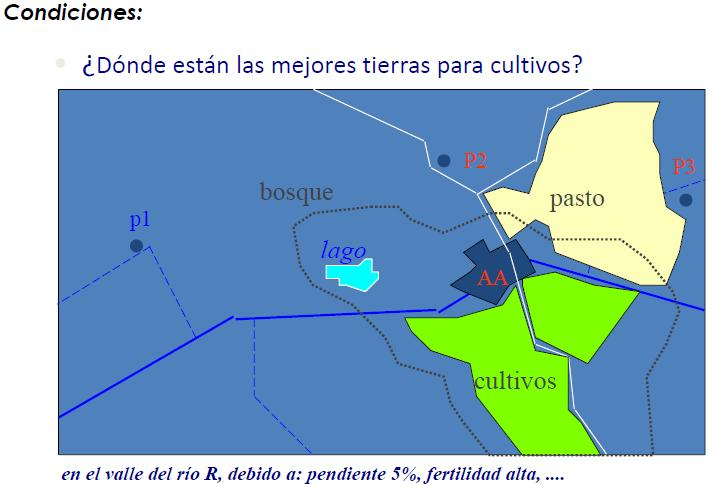 Condiciones:
¿Dónde están las mejores tierras para cultivos?
P2
P3
bosque
pasto
p1
lago
AA
cultivos
en el valle del río R, debido a: pendiente 5%, fertilidad alta, ....